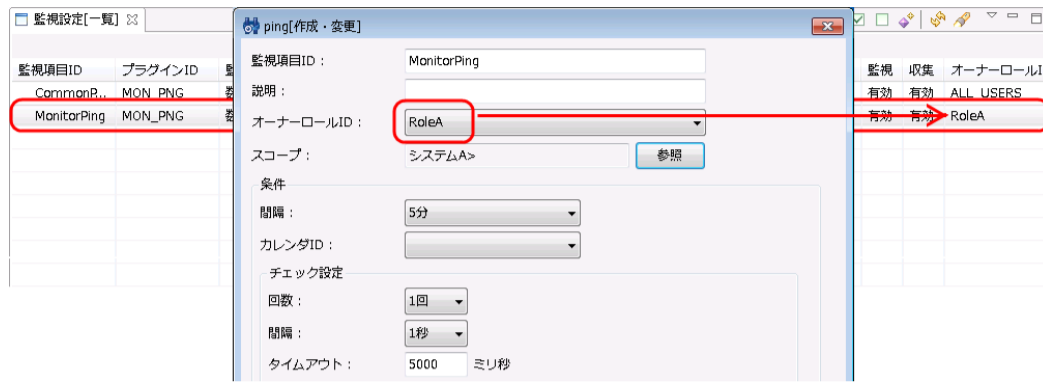 監視設定[一覧]
監視項目ID プラグインID 監視 収集 オーナーロールI
CommonP... MON_PNG 有効 有効 ALL_USERS
MonitorPing MON_PNG 有効 有効 RoleA
ping[作成・変更]
監視項目ID： MonitorPing
説明：
オーナーロールID： RoleA
スコープ： システムA> 参照
条件
間隔： 5分
カレンダID：
チェック設定
回数： 1回
間隔： 1秒
タイムアウト： 5000 ミリ秒